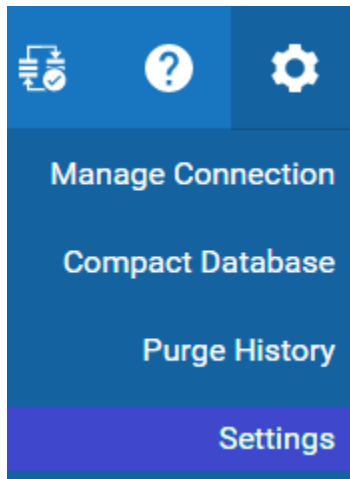 ?
Manage Connection
Compact Database
Purge History
Settings